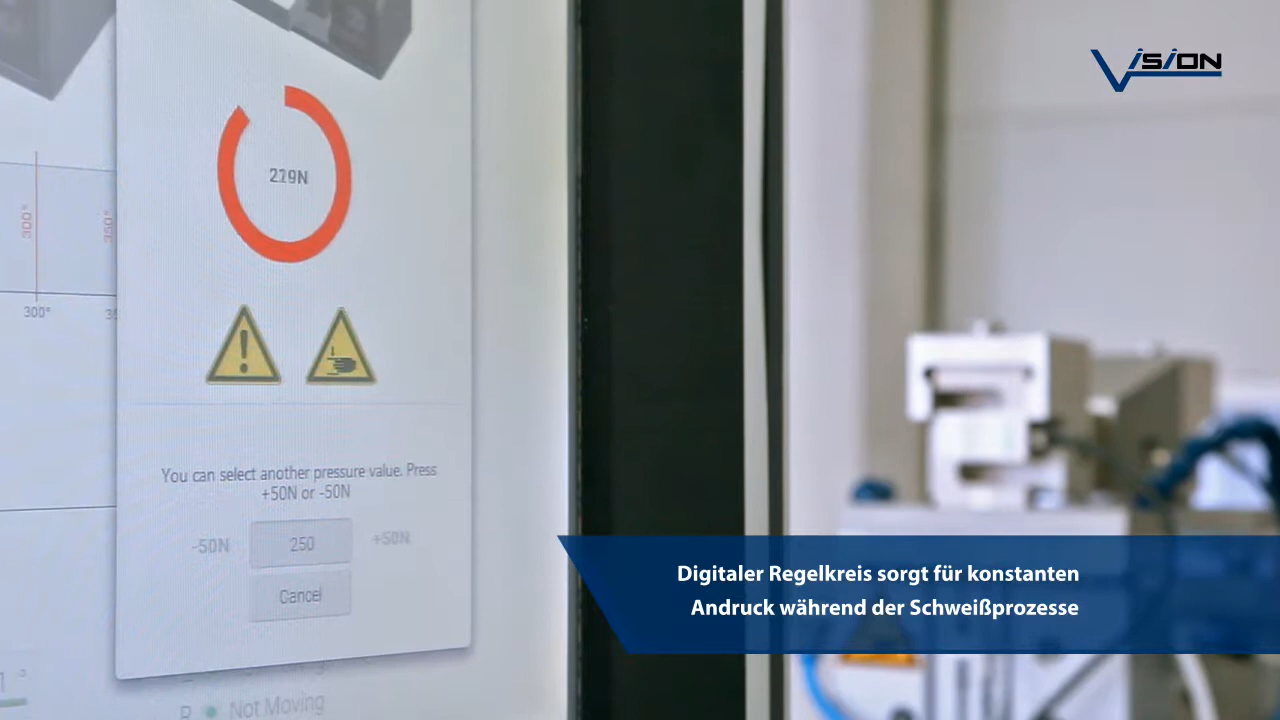 VISION
300°
300°
You can select another pressure value. Press
+50N or -50N
-50N
250
+50N
Cancel
Not Moving
Digitaler Regelkreis sorgt für konstanten
Andruck während der Schweißprozesse